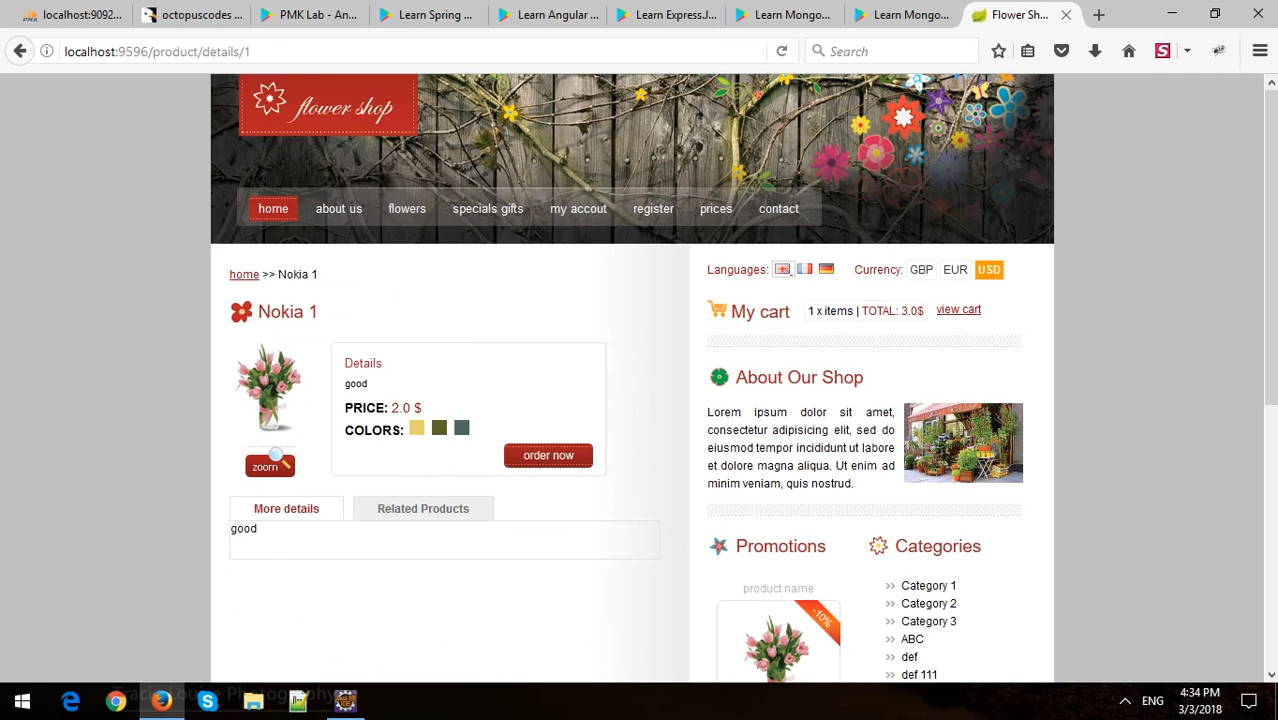 localhost:9092...
octopuscodes ...
PMK Lab - An...
Learn Spring ...
Learn Angular ...
Learn Express.J...
Learn Mongo...
Learn Mongo...
Flower Sh...
localhost:9596/product/details/1
Search
flower shop
home about us flowers specials gifts my accout register prices contact
home >> Nokia 1
Languages: Currency: GBP EUR USD
Nokia 1
My cart 1 x items | TOTAL: 3.0$ view cart
Details
good
PRICE: 2.0 $
COLORS:
order now
zoom
More details Related Products
good
About Our Shop
Lorem ipsum dolor sit amet,
consectetur adipisicing elit, sed do
eiusmod tempor incididunt ut labore
et dolore magna aliqua. Ut enim ad
minim veniam, quis nostrud.
Promotions
product name
-10%
Categories
Category 1
Category 2
Category 3
ABC
def
def 111
ENG
4:34 PM
3/3/2018